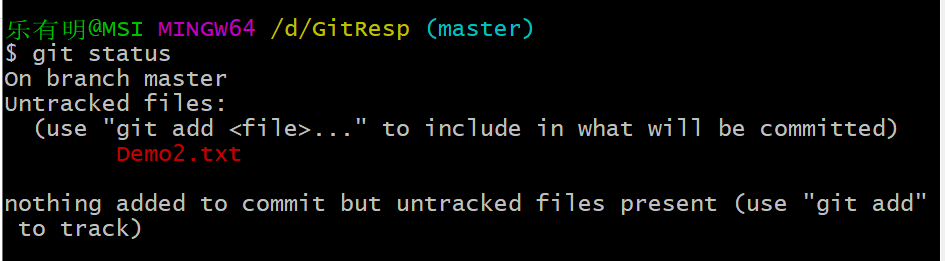 乐有明@MSI MINGW64 /d/GitResp (master)
$ git status
On branch master
Untracked files:
  (use "git add <file>..." to include in what will be committed)
        Demo2.txt

nothing added to commit but untracked files present (use "git add"
 to track)